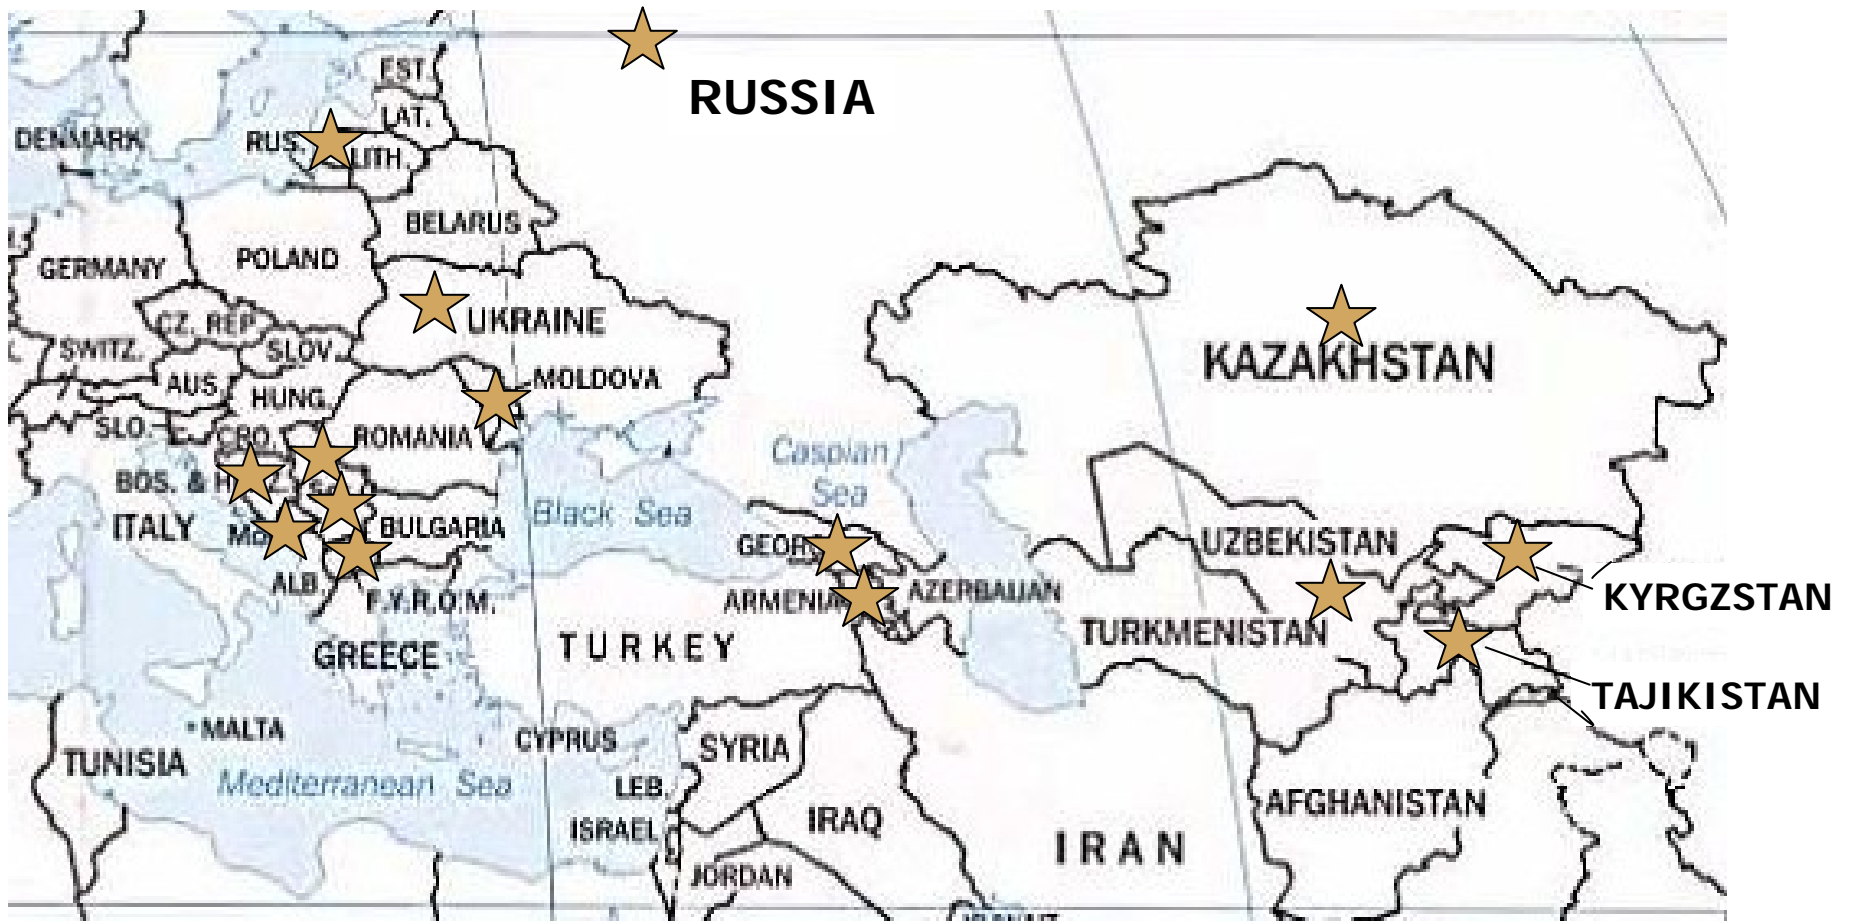 RUSSIA
EST.
LAT.
DENMARK
RUS.
LITH.
BELARUS
GERMANY
POLAND
UKRAINE
CZ. REP.
SWITZ.
SLOV.
KAZAKHSTAN
AUS.
MOLDOVA
HUNG.
SLO.
CRO.
ROMANIA
Caspian
Sea
BOS. &
ITALY
BULGARIA
Black Sea
UZBEKISTAN
ALB.
F.Y.R.O.M.
ARMENIA
AZERBAIJAN
KYRGZSTAN
TURKMENISTAN
GREECE
TURKEY
TAJIKISTAN
MALTA
CYPRUS
SYRIA
TUNISIA
Mediterranean Sea
LEB.
AFGHANISTAN
ISRAEL
IRAQ
IRAN
JORDAN